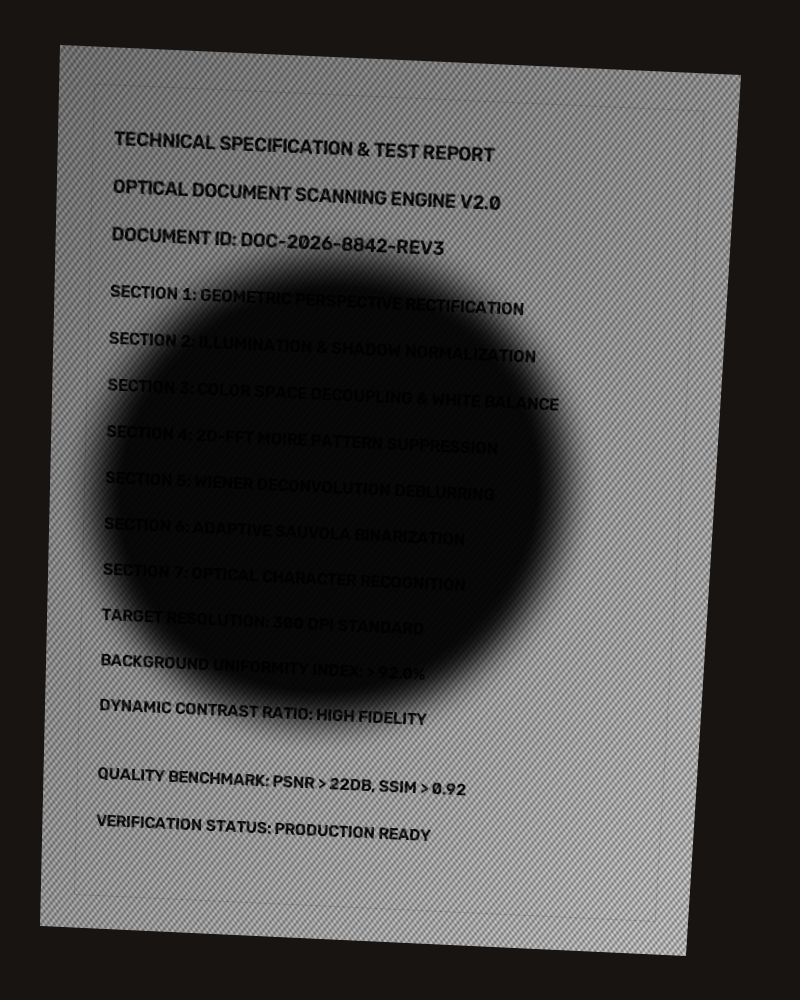 TECHNICAL SPECIFICATION & TEST REPORT
OPTICAL DOCUMENT SCANNING ENGINE V2.0
DOCUMENT ID: DOC-2026-8842-REV3
SECTION 1: GEOMETRIC PERSPECTIVE RECTIFICATION
SECTION 2: ILLUMINATION & SHADOW NORMALIZATION
SECTION 3: COLOR SPACE DECOUPLING & WHITE BALANCE
SECTION 4: 2D-FFT MOIRE PATTERN SUPPRESSION
SECTION 5: WIENER DECONVOLUTION DEBLURRING
SECTION 6: ADAPTIVE SAUVOLA BINARIZATION
SECTION 7: OPTICAL CHARACTER RECOGNITION
TARGET RESOLUTION: 300 DPI STANDARD
BACKGROUND UNIFORMITY INDEX: > 92.0%
DYNAMIC CONTRAST RATIO: HIGH FIDELITY
QUALITY BENCHMARK: PSNR > 22DB, SSIM > 0.92
VERIFICATION STATUS: PRODUCTION READY